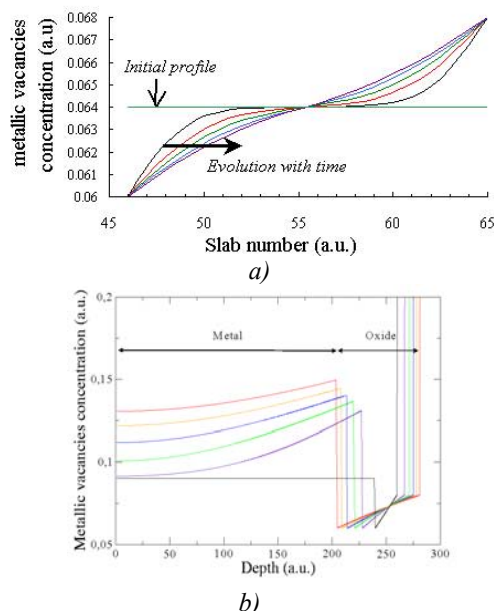 0.068
0.067
0.066
0.065
0.064
0.063
0.062
0.061
0.06
metallic vacancies
concentration (a.u)
Initial profile
Evolution with time
45 50 55 60 65
Slab number (a.u.)
a)
0,2
0,15
0,1
0,05
Metallic vacancies concentration (a.u.)
Metal Oxide
0 50 100 150 200 250 300
Depth (a.u.)
b)